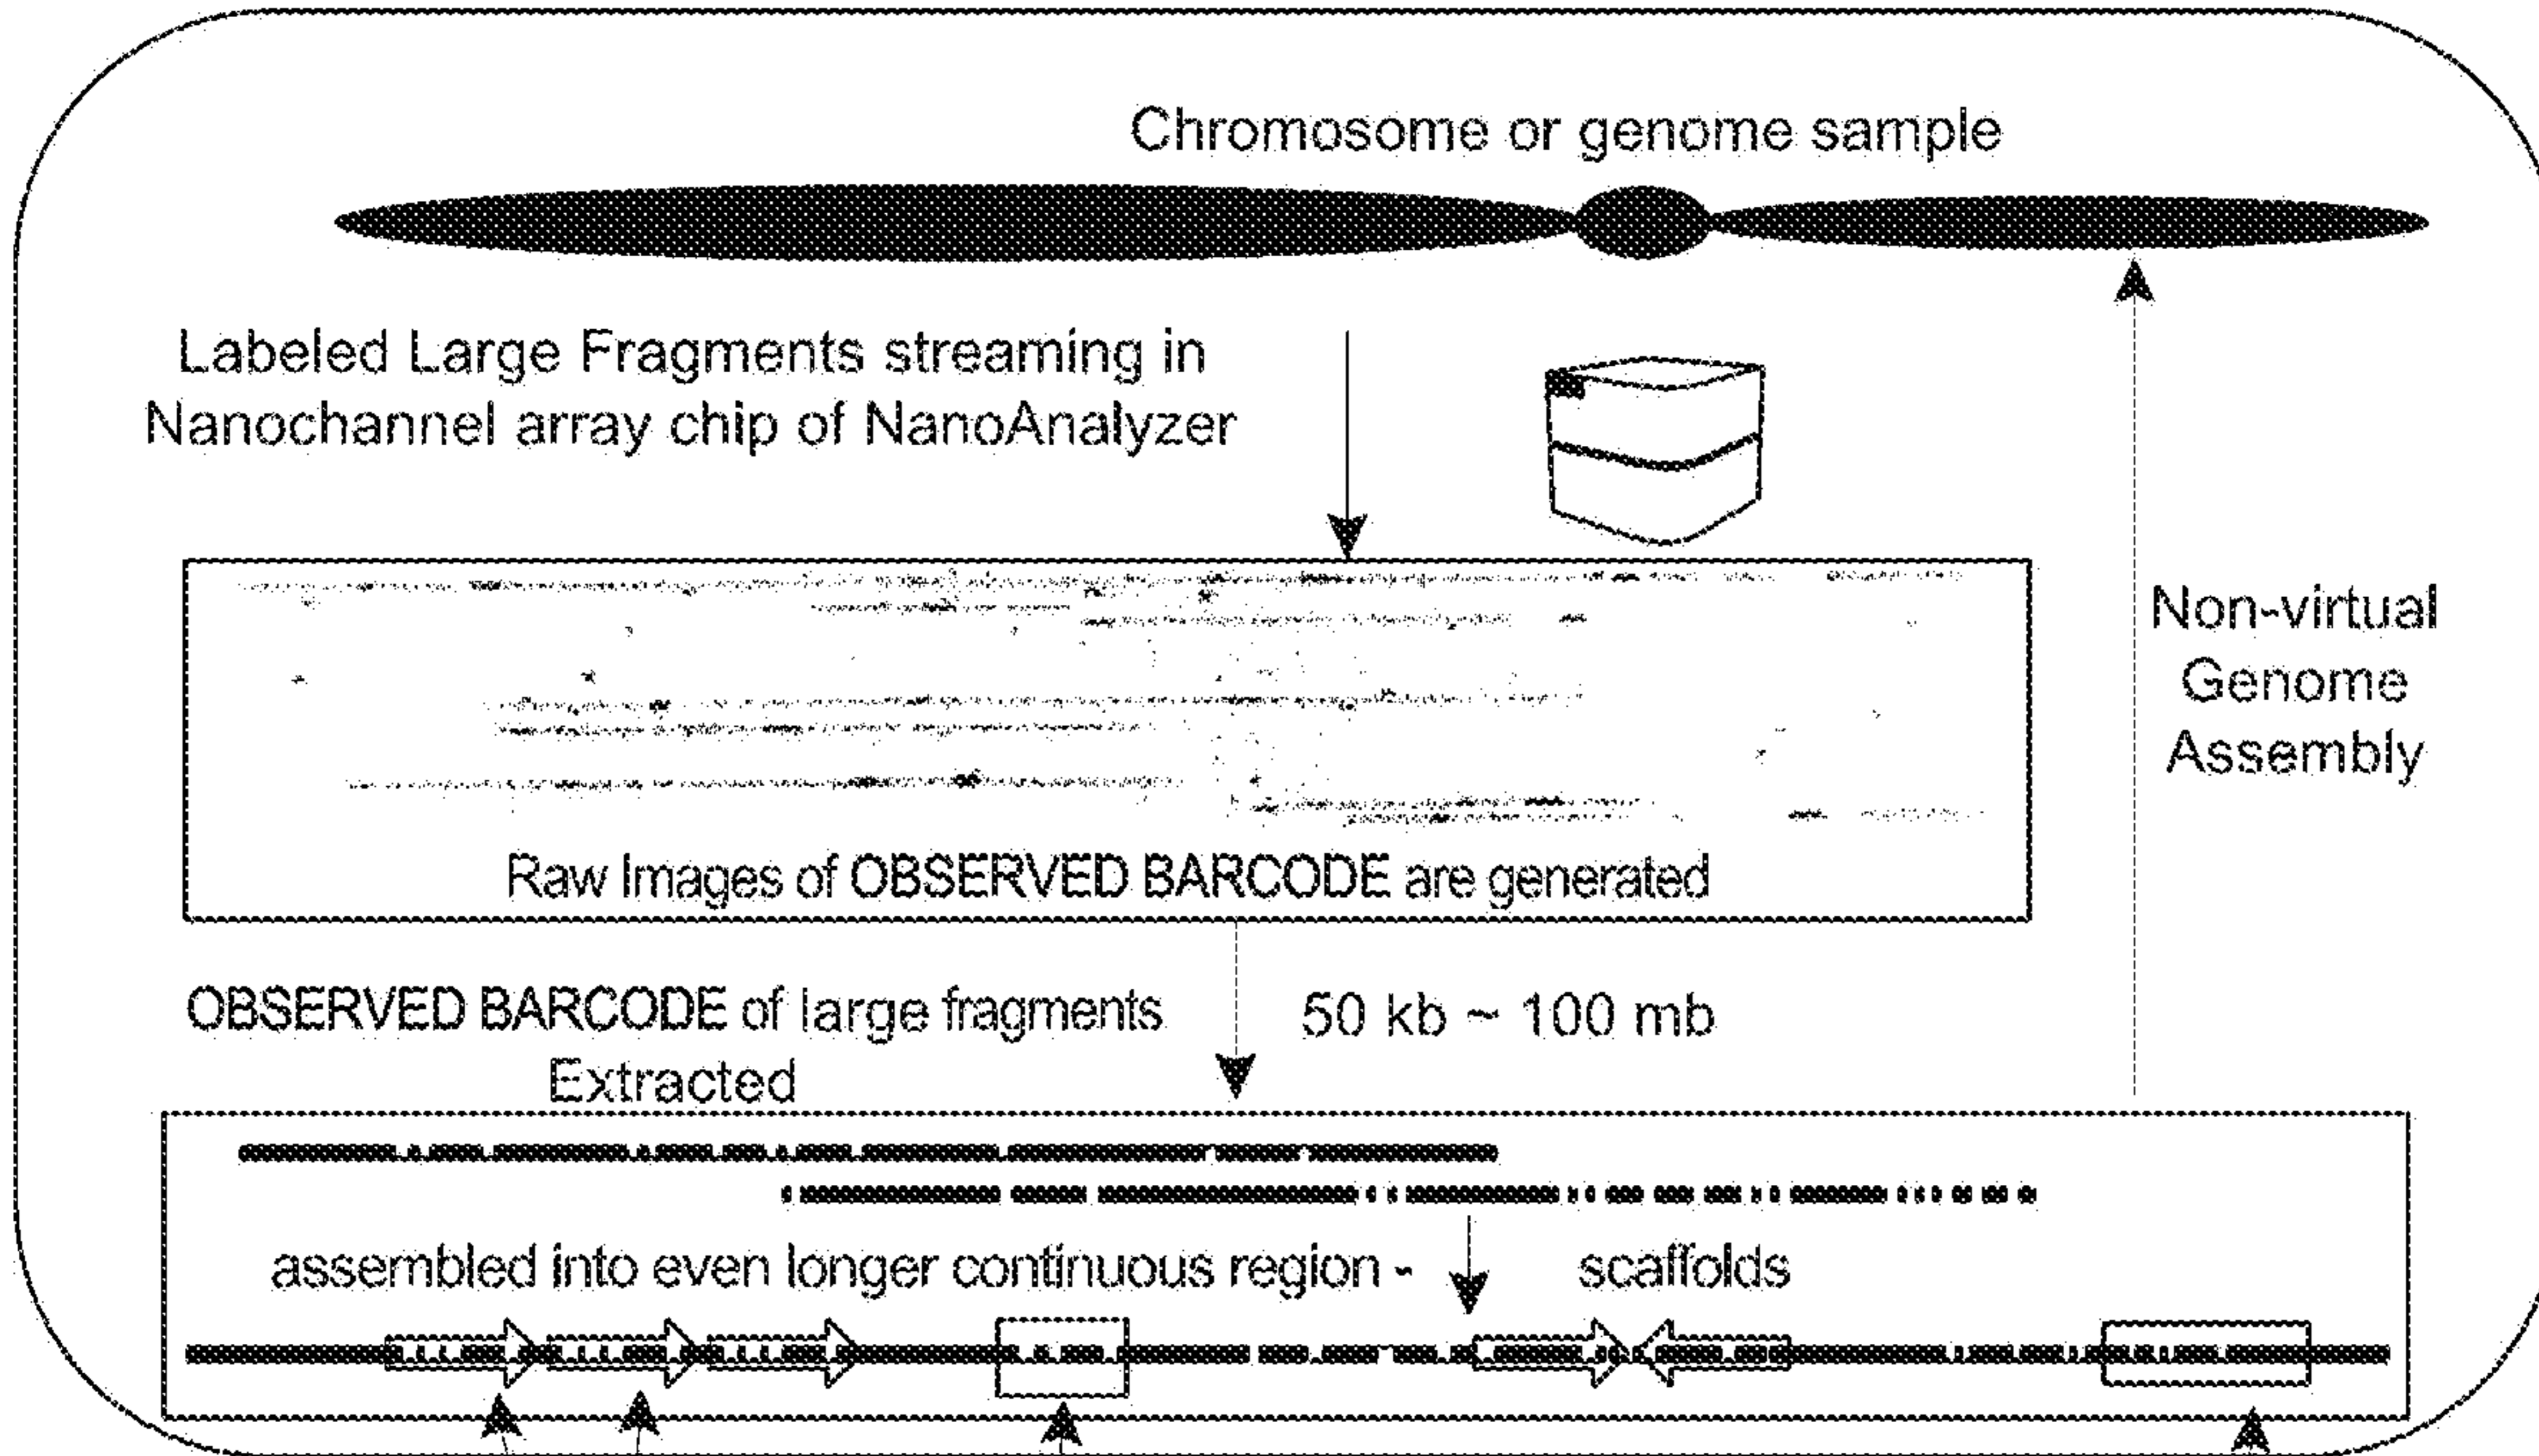 Chromosome or genome sample
Labeled Large Fragments streaming in
Nanochannel array chip of NanoAnalyzer
Non-virtual
Genome
Assembly
Raw Images of OBSERVED BARCODE are generated
OBSERVED BARCODE of large fragments
Extracted
50 kb ~ 100 mb
assembled into even longer continuous region - scaffolds